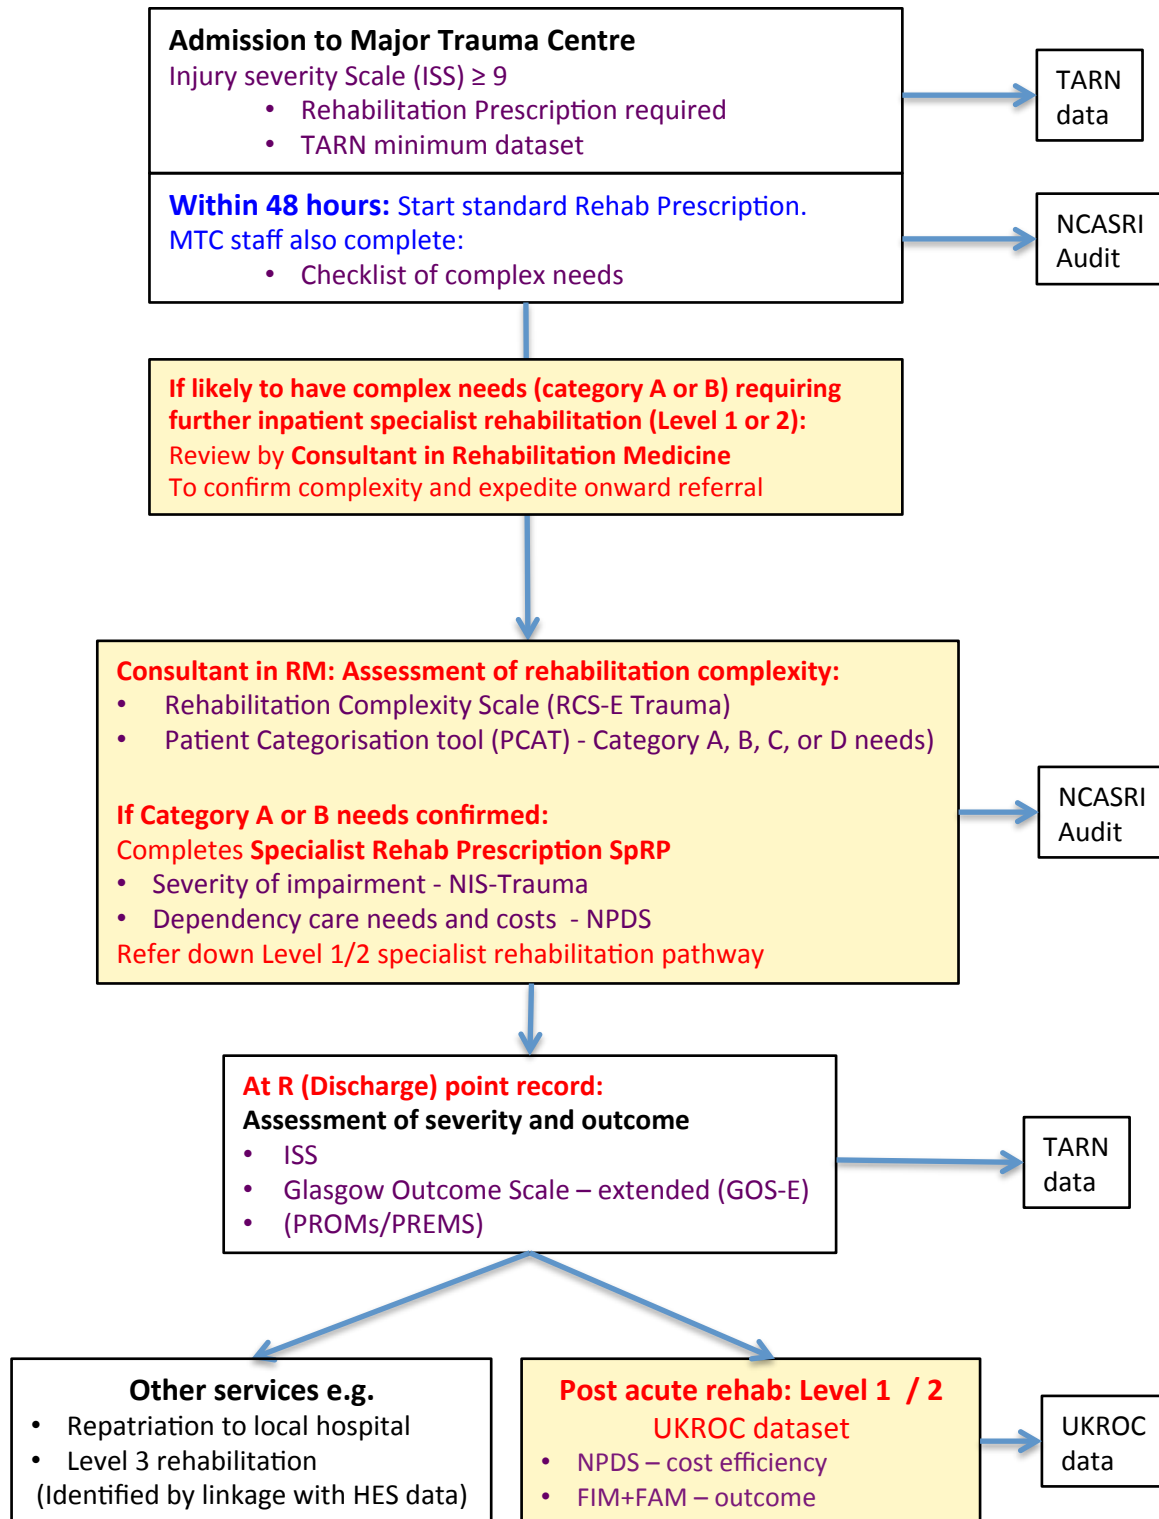 Admission to Major Trauma Centre
Injury severity Scale (ISS) ≥ 9
• Rehabilitation Prescription required
• TARN minimum dataset
TARN
data
Within 48 hours: Start standard Rehab Prescription.
MTC staff also complete:
• Checklist of complex needs
NCASRI
Audit
If likely to have complex needs (category A or B) requiring
further inpatient specialist rehabilitation (Level 1 or 2):
Review by Consultant in Rehabilitation Medicine
To confirm complexity and expedite onward referral
Consultant in RM: Assessment of rehabilitation complexity:
• Rehabilitation Complexity Scale (RCS-E Trauma)
• Patient Categorisation tool (PCAT) - Category A, B, C, or D needs)
If Category A or B needs confirmed:
Completes Specialist Rehab Prescription SpRP
• Severity of impairment - NIS-Trauma
• Dependency care needs and costs - NPDS
Refer down Level 1/2 specialist rehabilitation pathway
NCASRI
Audit
At R (Discharge) point record:
Assessment of severity and outcome
• ISS
• Glasgow Outcome Scale – extended (GOS-E)
• (PROMs/PREMS)
TARN
data
Other services e.g.
• Repatriation to local hospital
• Level 3 rehabilitation
(Identified by linkage with HES data)
Post acute rehab: Level 1 / 2
UKROC dataset
• NPDS – cost efficiency
• FIM+FAM – outcome
UKROC
data